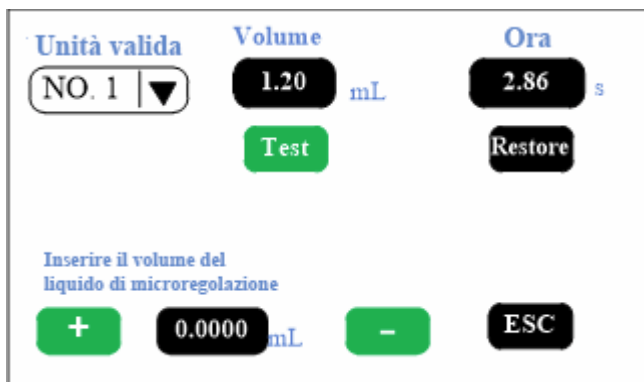 Unità valida
Volume
Ora
NO. 1
1.20
mL
2.86
s
Test
Restore
Inserire il volume del
liquido di microregolazione
+
0.0000
mL
-
ESC